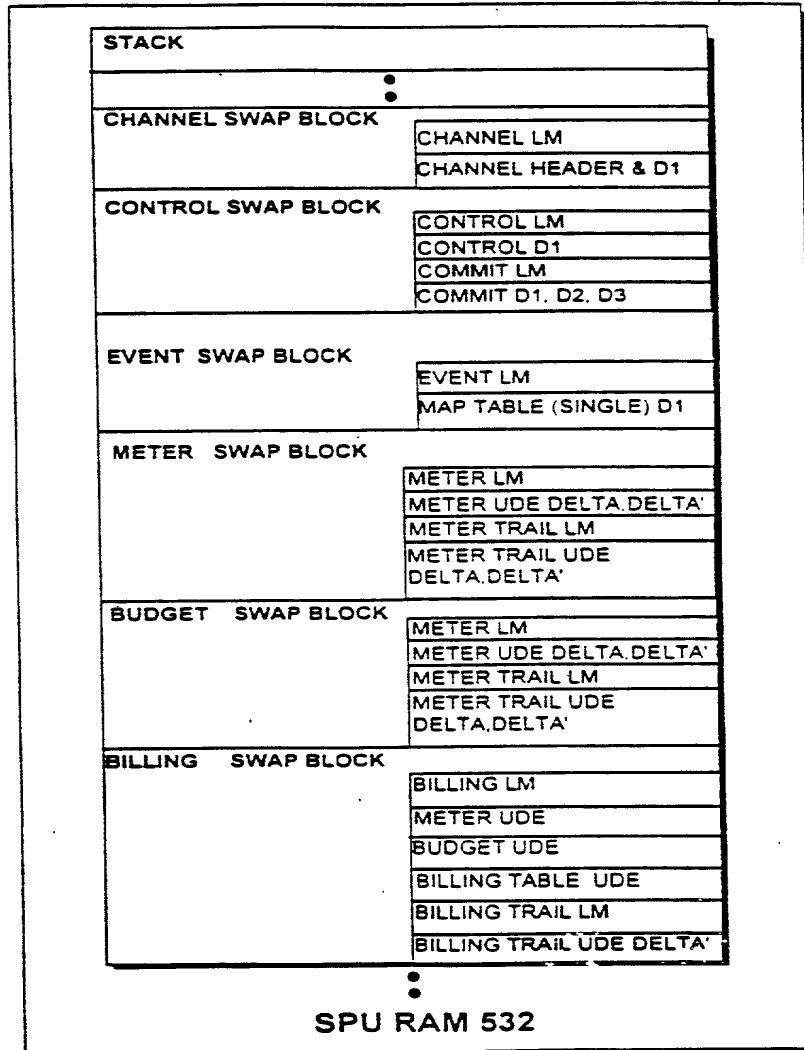 STACK
CHANNEL SWAP BLOCK
CHANNEL LM
CHANNEL HEADER & D1
CONTROL SWAP BLOCK
CONTROL LM
CONTROL D1
COMMIT LM
COMMIT D1, D2, D3
EVENT SWAP BLOCK
EVENT LM
MAP TABLE (SINGLE) D1
METER SWAP BLOCK
METER LM
METER UDE DELTA.DELTA'
METER TRAIL LM
METER TRAIL UDE
DELTA.DELTA'
BUDGET SWAP BLOCK
METER LM
METER UDE DELTA.DELTA'
METER TRAIL LM
METER TRAIL UDE
DELTA,DELTA'
BILLING SWAP BLOCK
BILLING LM
METER UDE
BUDGET UDE
BILLING TABLE UDE
BILLING TRAIL LM
BILLING TRAIL UDE DELTA'
SPU RAM 532